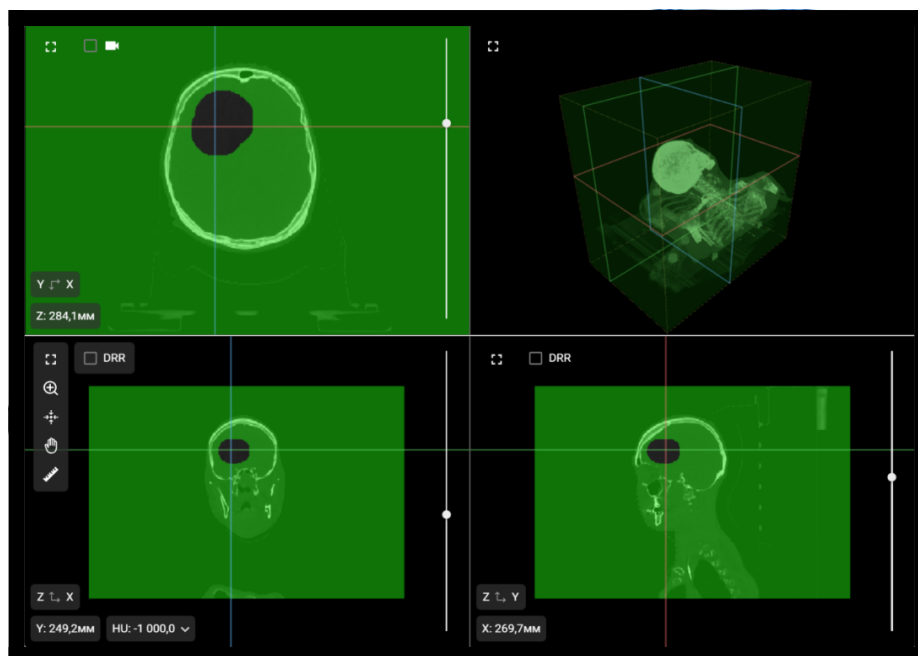 Y X
Z: 284,1мм
DRR
Z X
Y: 249,2мм HU: -1 000,0
DRR
Z Y
X: 269,7мм